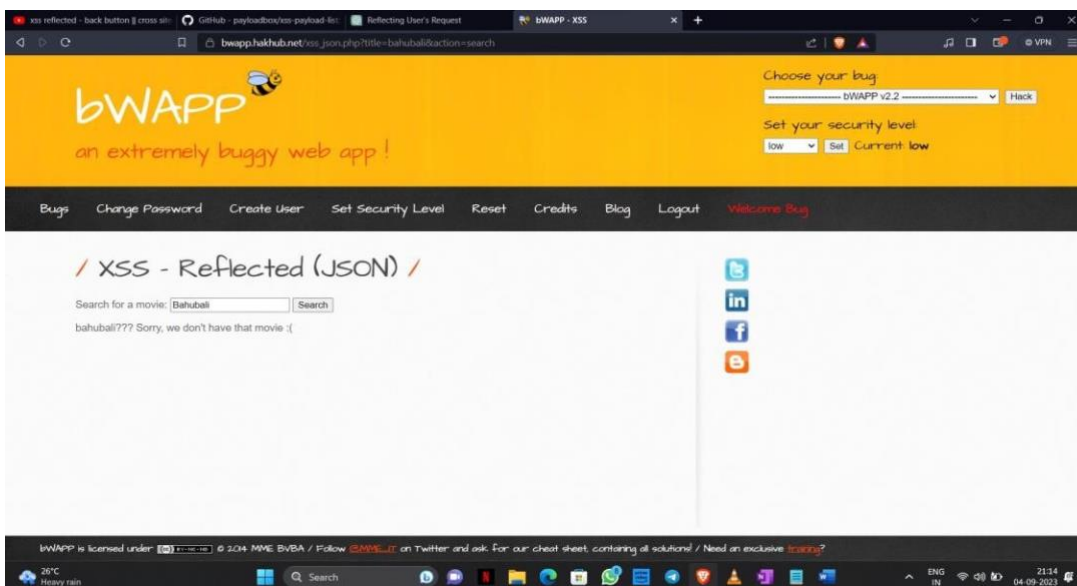 xss reflected - back button || cross site
GitHub - payloadbox/xss-payload-list:
Reflecting User's Request
bWAPP - XSS
bwapp.hakhub.net/xss_json.php?title=bahubali&action=search
VPN
bWAPP
an extremely buggy web app !
Choose your bug:
---------------------- bWAPP v2.2 ----------------------
Hack
Set your security level:
low
Set
Current: low
Bugs
Change Password
Create User
Set Security Level
Reset
Credits
Blog
Logout
Welcome Bug
/ XSS - Reflected (JSON) /
Search for a movie: Bahubali Search
bahubali??? Sorry, we don't have that movie :(
in
f
bWAPP is licensed under BY-NC-ND © 2014 MME BVBA / Follow @MME_IT on Twitter and ask for our cheat sheet, containing all solutions! / Need an exclusive training?
26°C
Heavy rain
Search
ENG
IN
21:14
04-09-2023